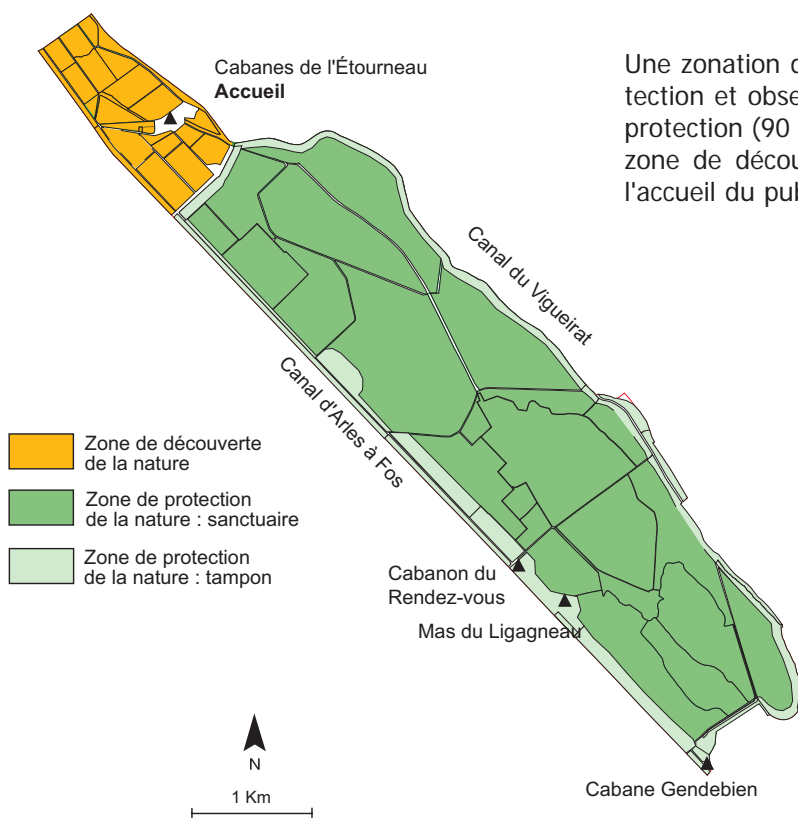 Cabanes de l'Étourneau
Accueil
Une zonation d
tection et obse
protection (90
zone de décou
l'accueil du pub
Canal du Vigueirat
Canal d'Arles à Fos
Zone de découverte
de la nature
Zone de protection
de la nature : sanctuaire
Zone de protection
de la nature : tampon
Cabanon du
Rendez-vous
Mas du Ligagneau
N
1 Km
Cabane Gendebien